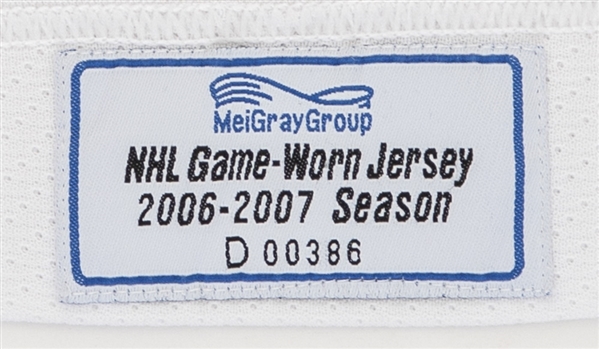 MeiGrayGroup
NHL Game-Worn Jersey
2006-2007 Season
D 00386